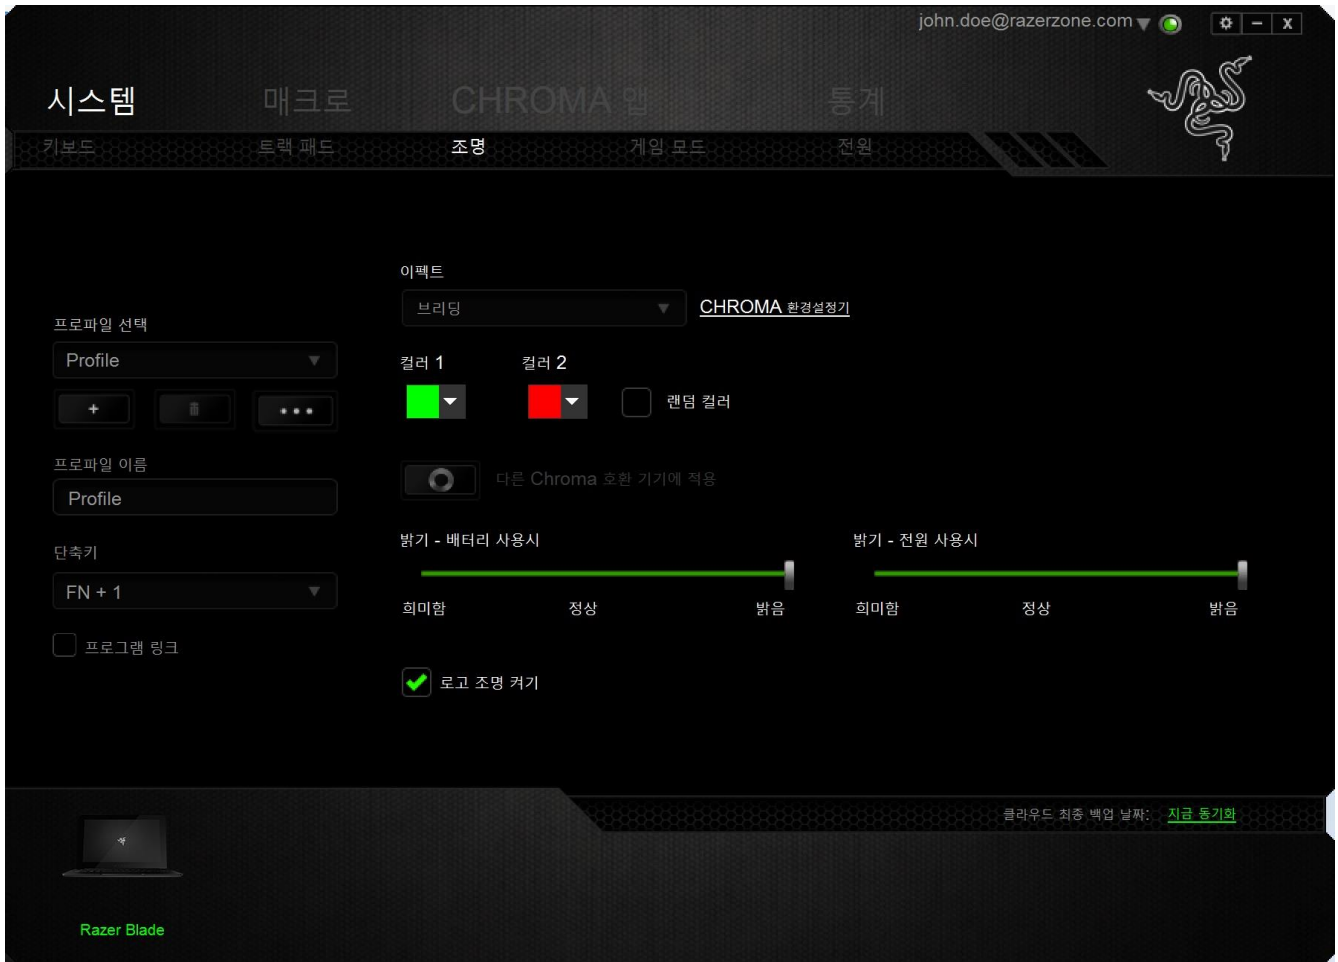 john.doe@razerzone.com
시스템 매크로 CHROMA 앱 통계
키보드 트랙 패드 조명 게임 모드 전원
이펙트
브리딩 CHROMA 환경설정기
프로파일 선택
Profile
컬러 1 컬러 2
랜덤 컬러
프로파일 이름
Profile
다른 Chroma 호환 기기에 적용
단축키
FN + 1
밝기 - 배터리 사용시 밝기 - 전원 사용시
희미함 정상 밝음 희미함 정상 밝음
프로그램 링크
로고 조명 켜기
클라우드 최종 백업 날짜: 지금 동기화
Razer Blade